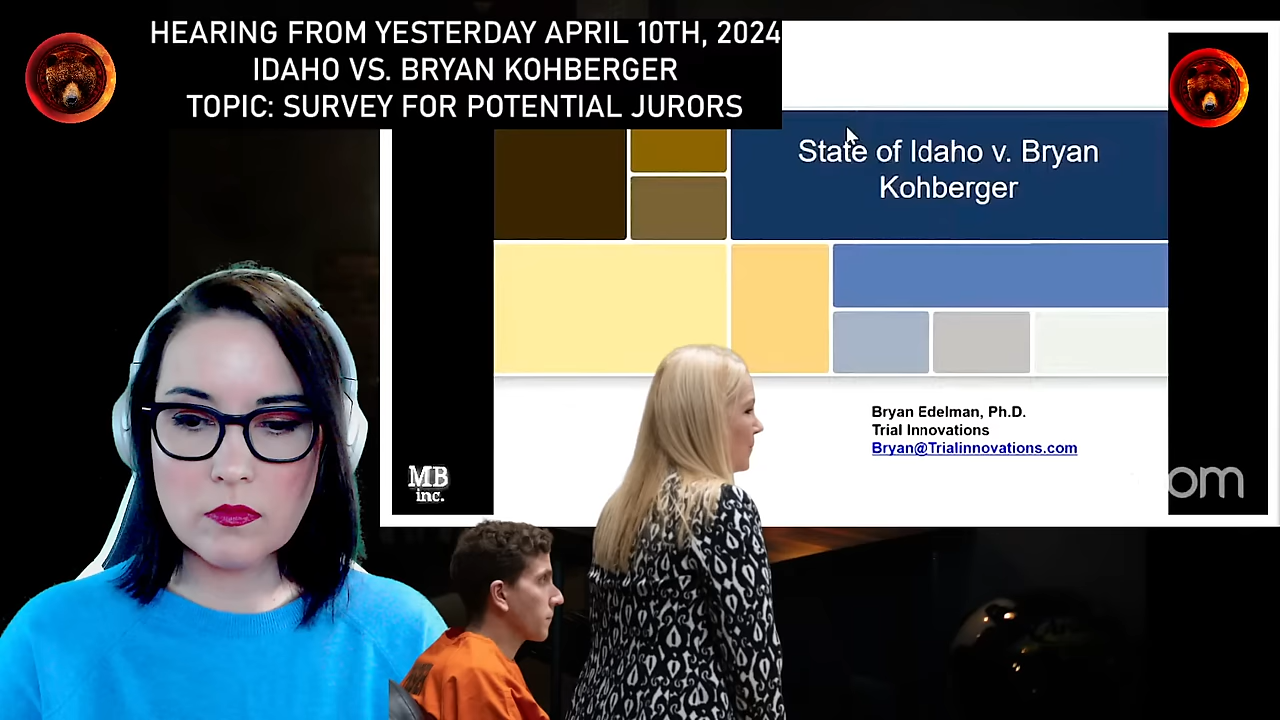 HEARING FROM YESTERDAY APRIL 10TH, 2024
IDAHO VS. BRYAN KOHBERGER
TOPIC: SURVEY FOR POTENTIAL JURORS
State of Idaho v. Bryan
Kohberger
Bryan Edelman, Ph.D.
Trial Innovations
Bryan@Trialinnovations.com
MB
inc.
om